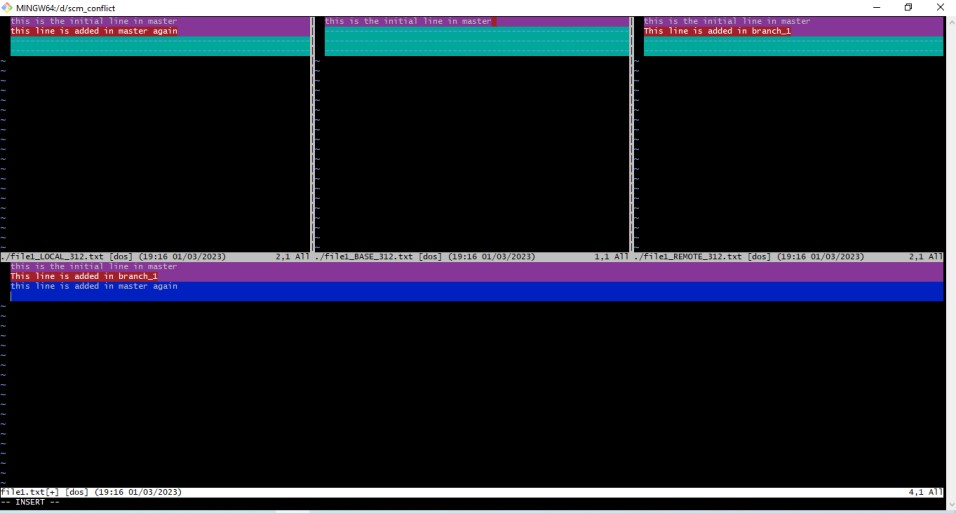 MINGW64:/d/scm_conflict
this is the initial line in master
this line is added in master again
this is the initial line in master
this is the initial line in master
This line is added in branch_1
./file1_LOCAL_312.txt [dos] (19:16 01/03/2023) 2,1 All
./file1_BASE_312.txt [dos] (19:16 01/03/2023) 1,1 All
./file1_REMOTE_312.txt [dos] (19:16 01/03/2023) 2,1 All
this is the initial line in master
This line is added in branch_1
this line is added in master again
file1.txt[+] [dos] (19:16 01/03/2023) 4,1 All
-- INSERT --